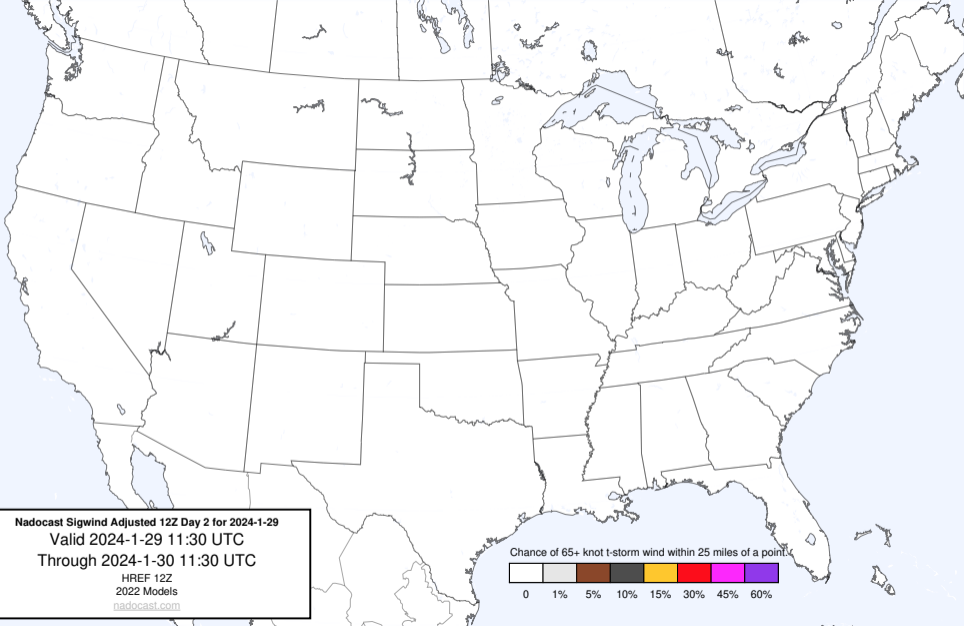 Nadocast Sigwind Adjusted 12Z Day 2 for 2024-1-29
Valid 2024-1-29 11:30 UTC
Through 2024-1-30 11:30 UTC
HREF 12Z
2022 Models
nadocast.com
Chance of 65+ knot t-storm wind within 25 miles of a point.
0 1% 5% 10% 15% 30% 45% 60%